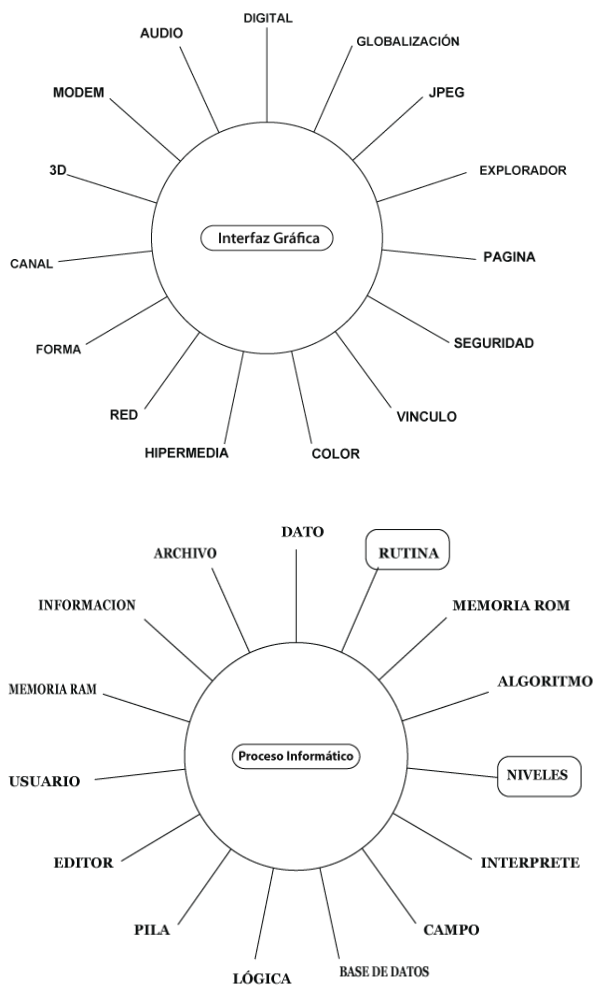 DIGITAL
AUDIO
GLOBALIZACIÓN
MODEM
JPEG
3D
EXPLORADOR
Interfaz Gráfica
PAGINA
CANAL
SEGURIDAD
FORMA
RED
VINCULO
HIPERMEDIA
COLOR
DATO
ARCHIVO
RUTINA
INFORMACION
MEMORIA ROM
MEMORIA RAM
ALGORITMO
Proceso Informático
USUARIO
NIVELES
EDITOR
INTERPRETE
PILA
CAMPO
LÓGICA
BASE DE DATOS